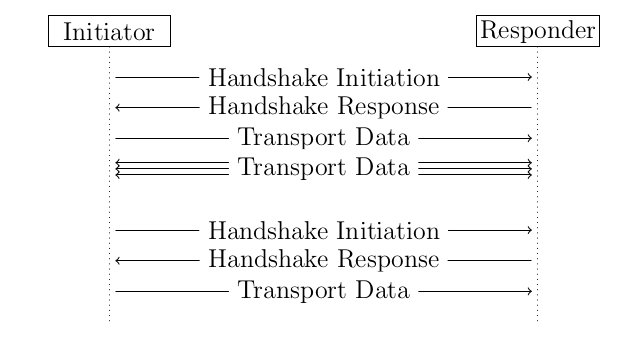 Initiator Responder
Handshake Initiation
Handshake Response
Transport Data
Transport Data
Handshake Initiation
Handshake Response
Transport Data